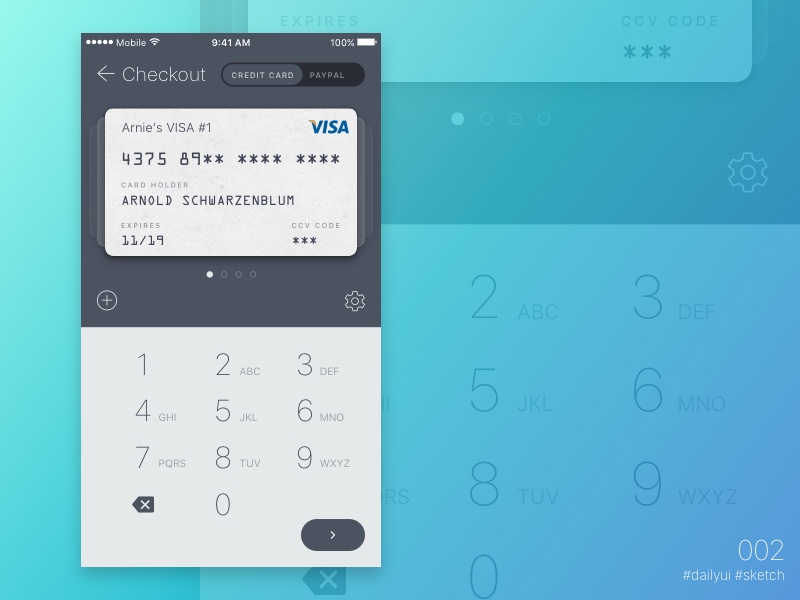 ●●●●● Mobile 9:41 AM 100%
Checkout CREDIT CARD PAYPAL
Arnie's VISA #1 VISA
4375 89** **** ****
CARD HOLDER
ARNOLD SCHWARZENBLUM
EXPIRES CCV CODE
11/19 ***
1 2 ABC 3 DEF
4 GHI 5 JKL 6 MNO
7 PQRS 8 TUV 9 WXYZ
0
EXPIRES CCV CODE
***
2 ABC 3 DEF
5 JKL 6 MNO
8 TUV 9 WXYZ
0
002
#dailyui #sketch